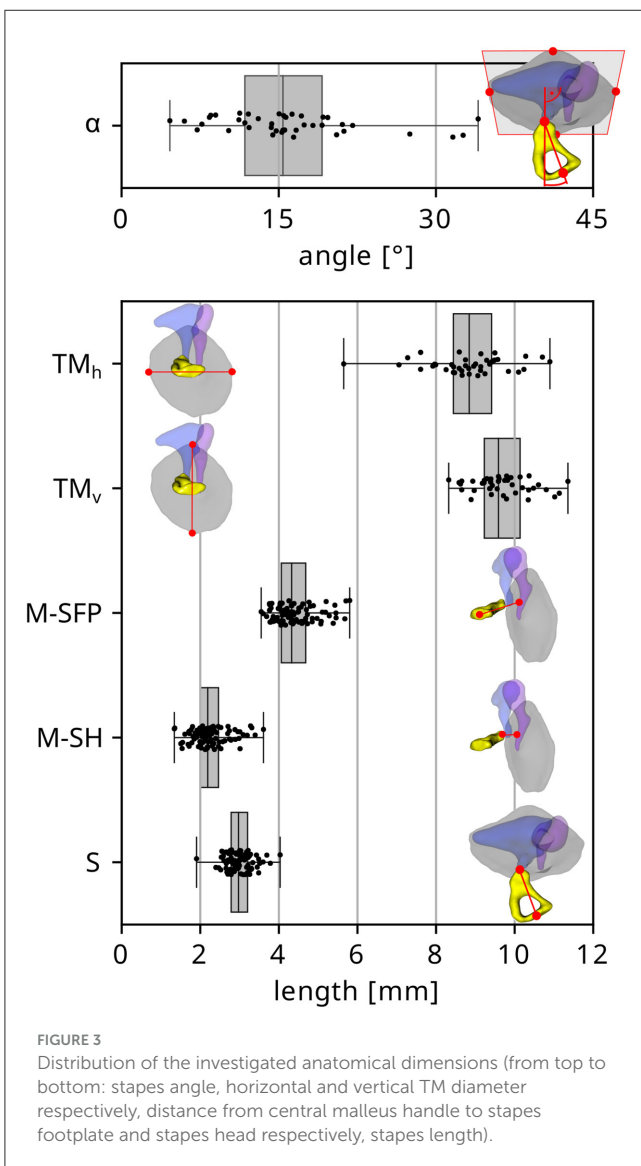 α
0 15 30 45
angle [°]
TMh
TMv
M-SFP
M-SH
S
0 2 4 6 8 10 12
length [mm]
FIGURE 3
Distribution of the investigated anatomical dimensions (from top to
bottom: stapes angle, horizontal and vertical TM diameter
respectively, distance from central malleus handle to stapes
footplate and stapes head respectively, stapes length).